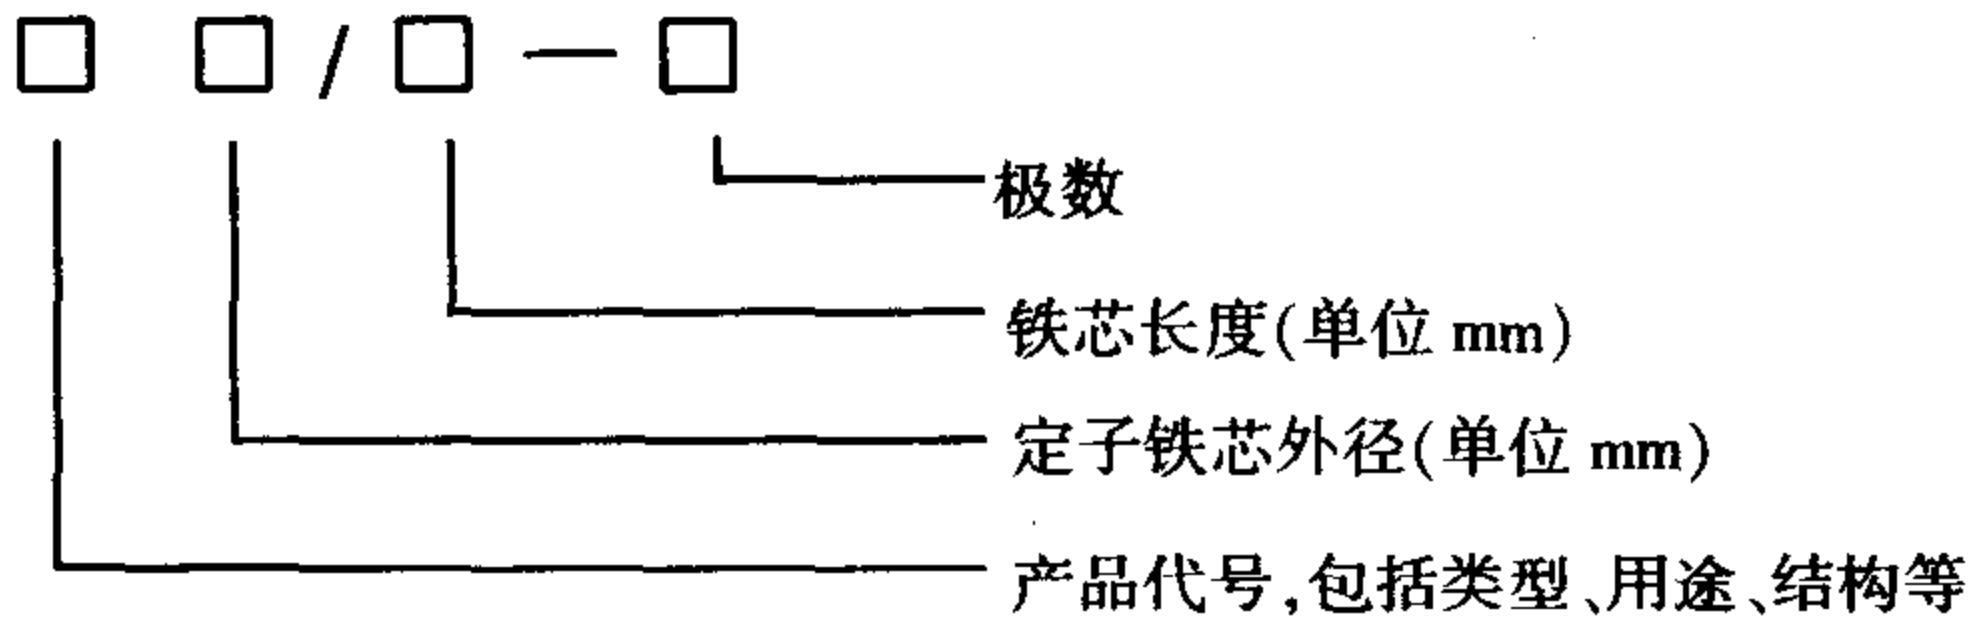 □ □ / □ — □
极数
铁芯长度(单位 mm)
定子铁芯外径(单位 mm)
产品代号,包括类型、用途、结构等